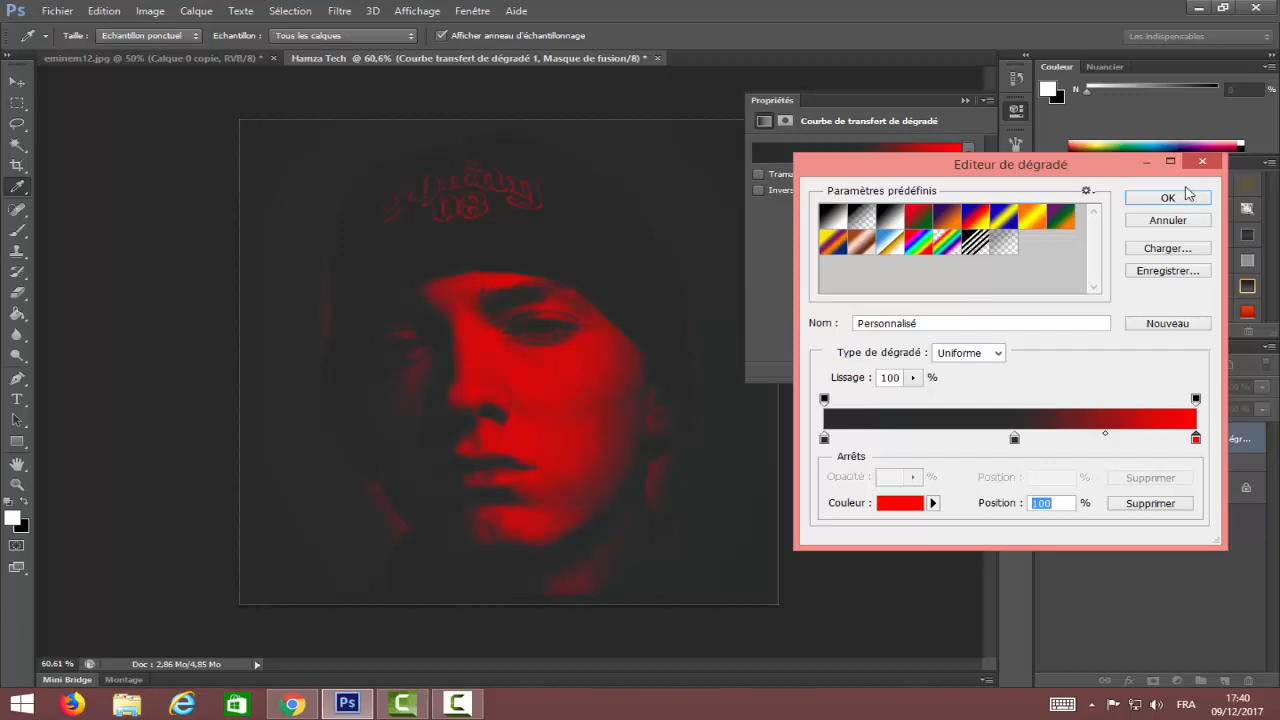 Ps Fichier Edition Image Calque Texte Sélection Filtre 3D Affichage Fenêtre Aide
Taille : Echantillon ponctuel Echantillon : Tous les calques Afficher anneau d'échantillonnage Les indispensables
eminem12.jpg @ 50% (Calque 0 copie, RVB/8) * × Hamza Tech @ 60,6% (Courbe transfert de dégradé 1, Masque de fusion/8) * ×
Couleur Nuancier
N 0 %
Propriétés
Courbe de transfert de dégradé
Trama
Invers
Editeur de dégradé
Paramètres prédéfinis
OK
Annuler
Charger...
Enregistrer...
Nom : Personnalisé Nouveau
Type de dégradé : Uniforme
Lissage : 100 %
Arrêts
Opacité : % Position : % Supprimer
Couleur : Position : 100 % Supprimer
18
60,61 % Doc : 2,86 Mo/4,85 Mo
Mini Bridge Montage
FRA 17:40
09/12/2017